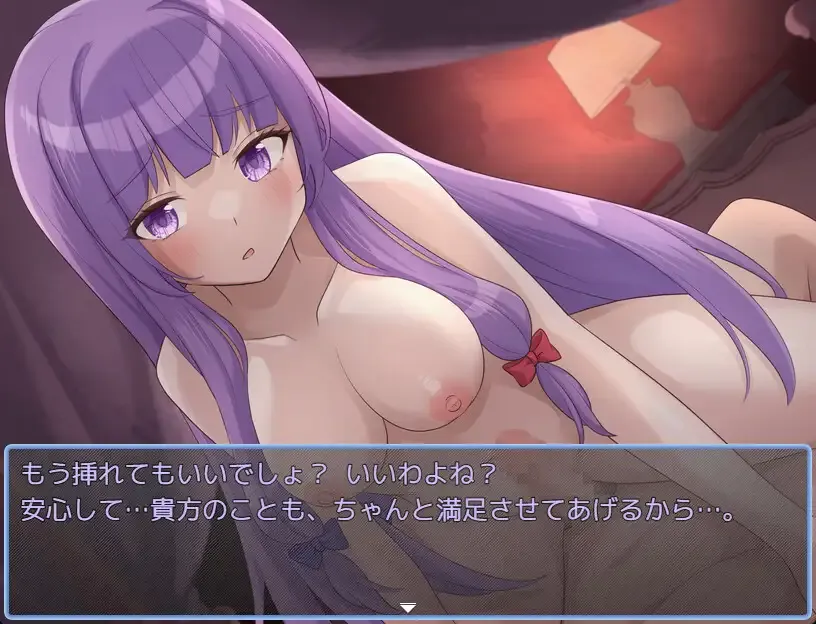 もう挿れてもいいでしょ？ いいわよね？
安心して…貴方のことも、ちゃんと満足させてあげるから…。